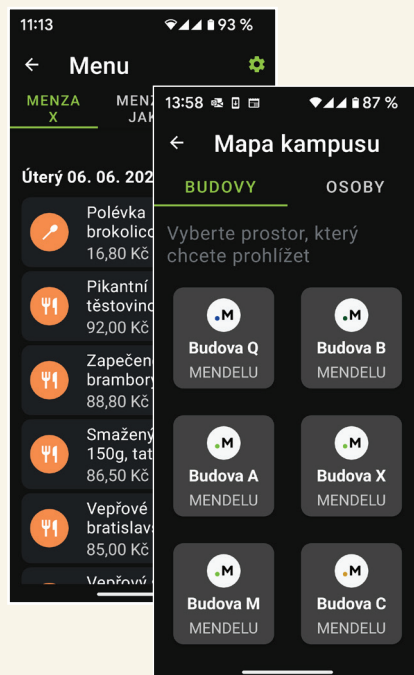 11:13
93 %
Menu
MENZA
X
MEN
JAK
Úterý 06. 06. 202
Polévka
brokolico
16,80 Kč
Pikantní
těstovino
92,00 Kč
Zapečen
brambory
88,80 Kč
Smažený
150g, tat
86,50 Kč
Vepřové
bratislavs
85,00 Kč
Vepřový
13:58
87 %
Mapa kampusu
BUDOVY
OSOBY
Vyberte prostor, který
chcete prohlížet
.M
.M
Budova Q
Budova B
MENDELU
MENDELU
.M
.M
Budova A
Budova X
MENDELU
MENDELU
.M
.M
Budova M
Budova C
MENDELU
MENDELU